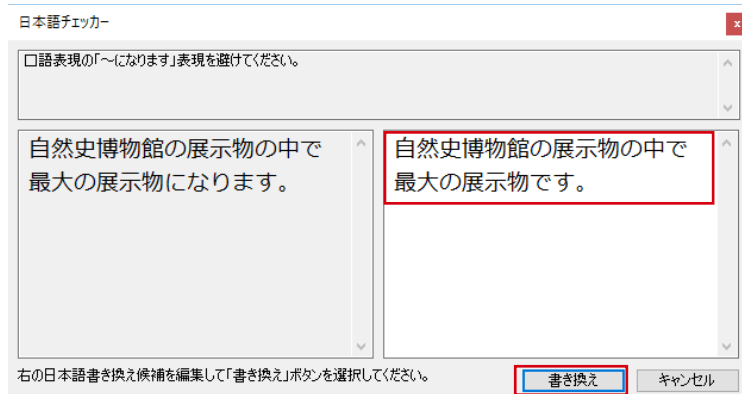 日本語チェッカー
x
口語表現の「～になります」表現を避けてください。
自然史博物館の展示物の中で
最大の展示物になります。
自然史博物館の展示物の中で
最大の展示物です。
右の日本語書き換え候補を編集して「書き換え」ボタンを選択してください。
書き換え
キャンセル